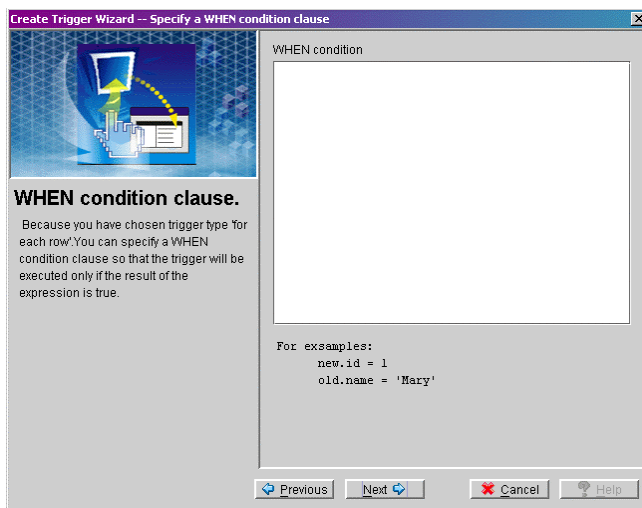 Create Trigger Wizard -- Specify a WHEN condition clause
WHEN condition clause.
Because you have chosen trigger type 'for
each row'.You can specify a WHEN
condition clause so that the trigger will be
executed only if the result of the
expression is true.
WHEN condition
For exsamples:
new.id = 1
old.name = 'Mary'
Previous
Next
Cancel
Help